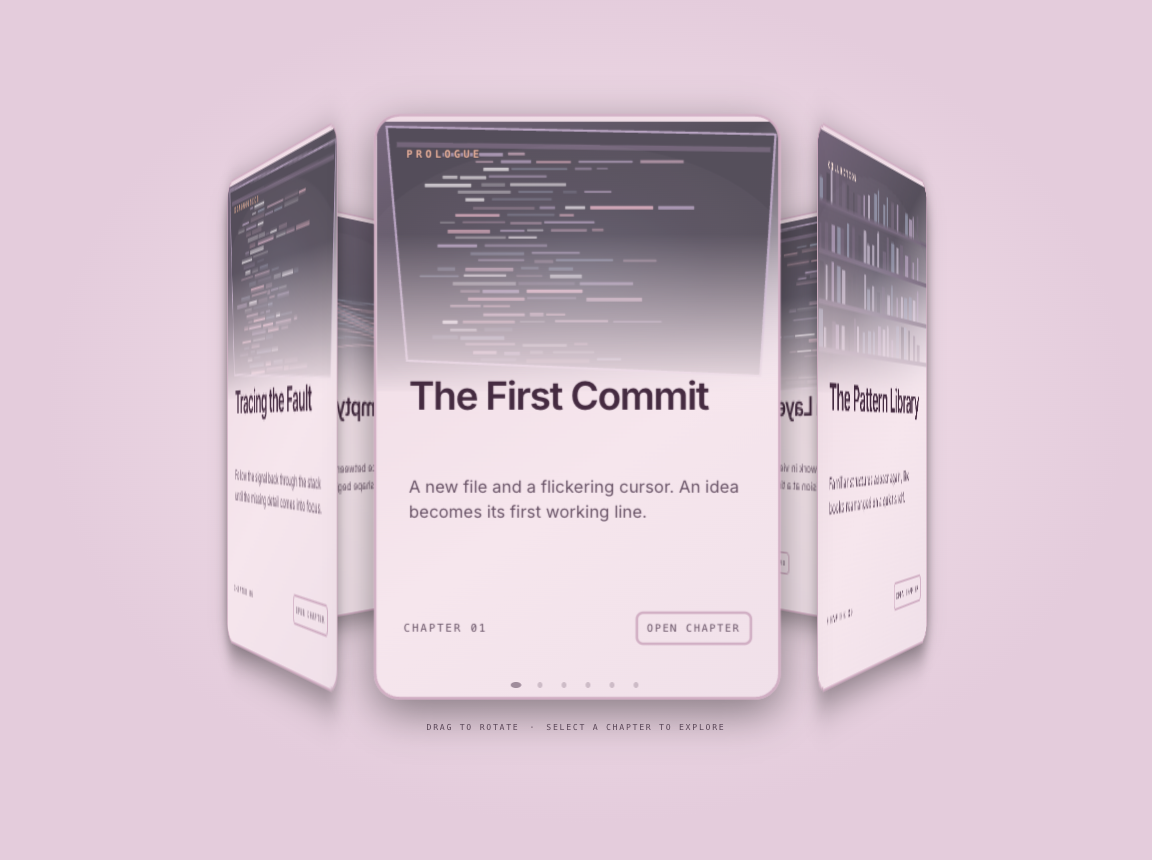 PROLOGUE
The First Commit
A new file and a flickering cursor. An idea
becomes its first working line.
CHAPTER 01
OPEN CHAPTER
Tracing the Fault
Follow the signal back through the stack
until the missing detail comes into focus.
OPEN CHAPTER
The Pattern Library
Familiar structures
DRAG TO ROTATE · SELECT A CHAPTER TO EXPLORE